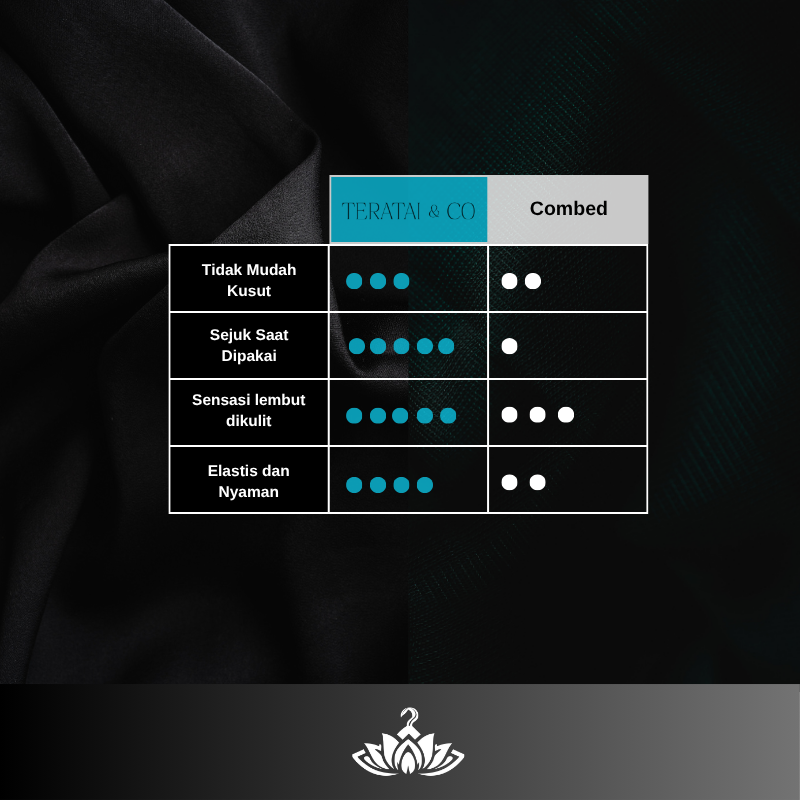 TERATAI & CO
Combed
Tidak Mudah
Kusut
Sejuk Saat
Dipakai
Sensasi lembut
dikulit
Elastis dan
Nyaman